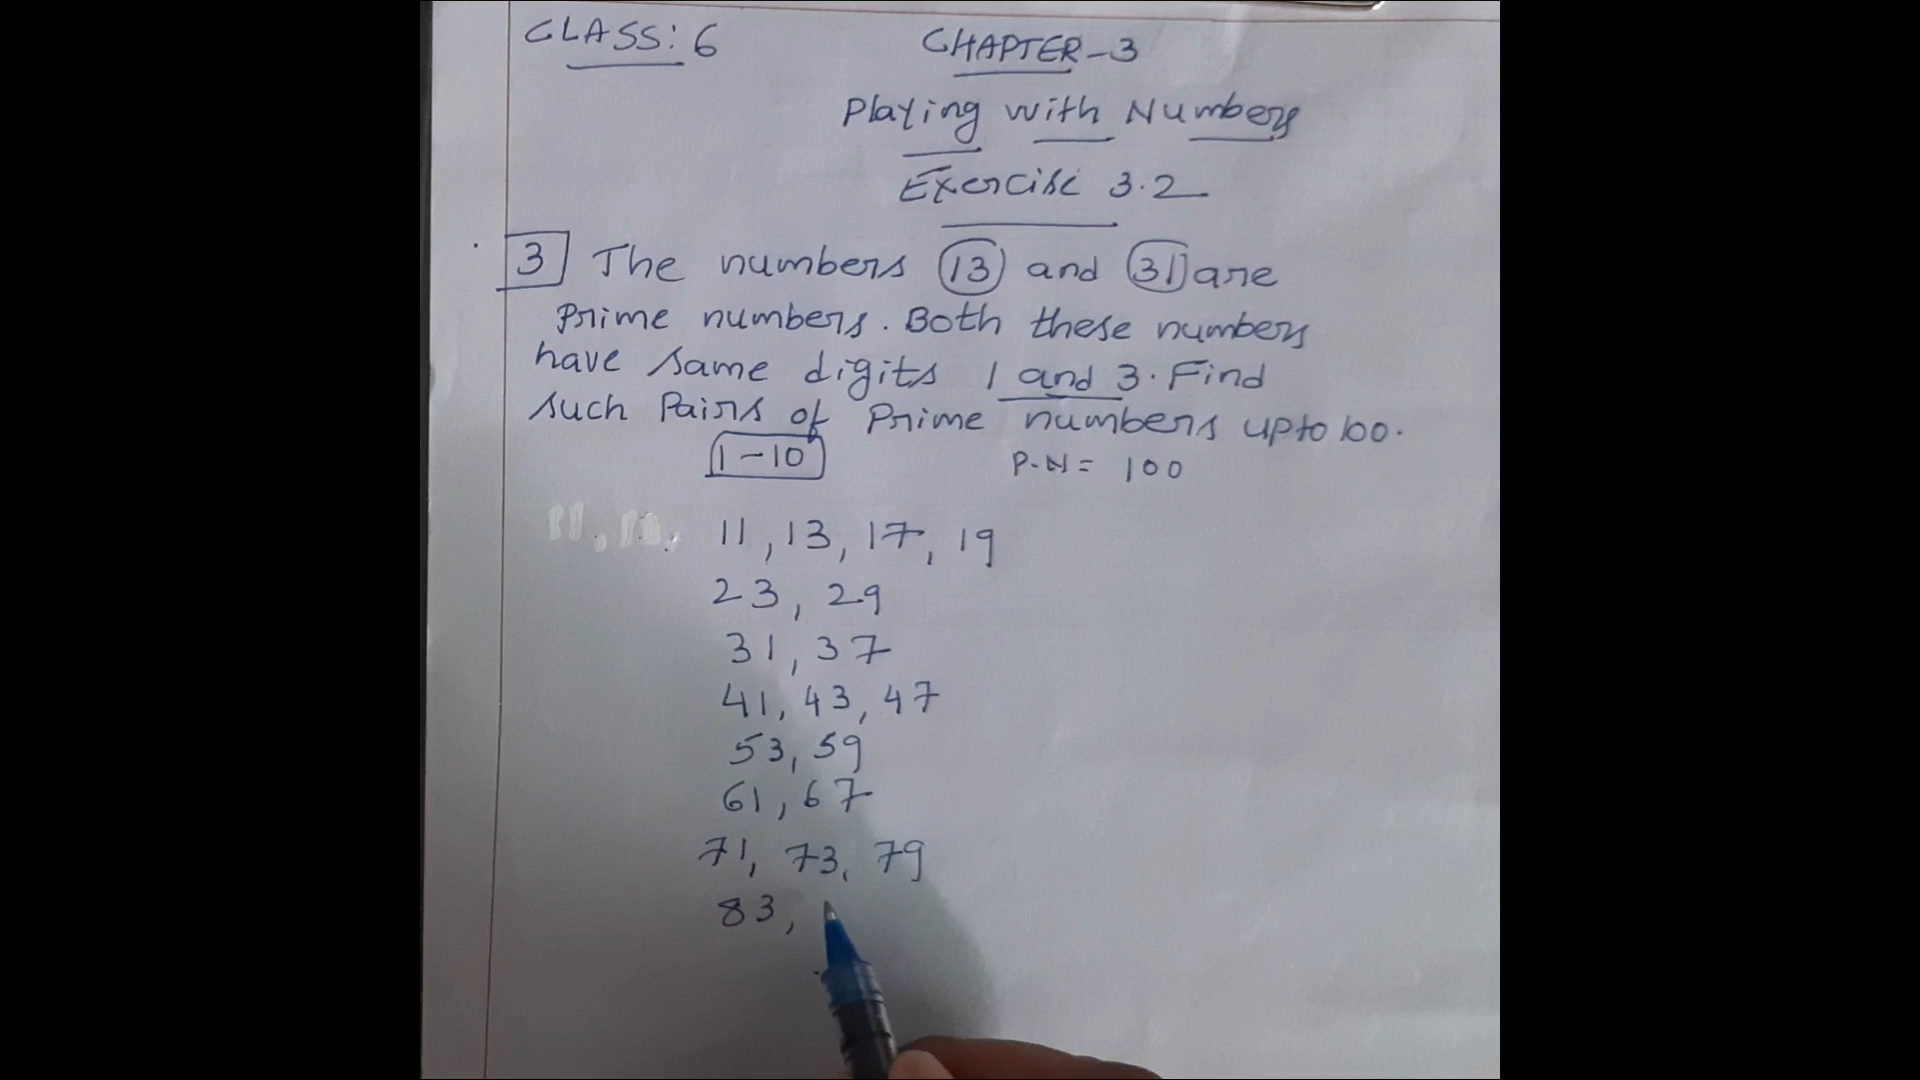 CLASS: 6
CHAPTER-3
Playing with Numbers
Exercise 3.2
3 The numbers 13 and 31 are
Prime numbers. Both these numbers
have same digits 1 and 3. Find
such Pairs of Prime numbers upto 100.
1-10
P.N = 100
11, 13, 17, 19
23, 29
31, 37
41, 43, 47
53, 59
61, 67
71, 73, 79
83,